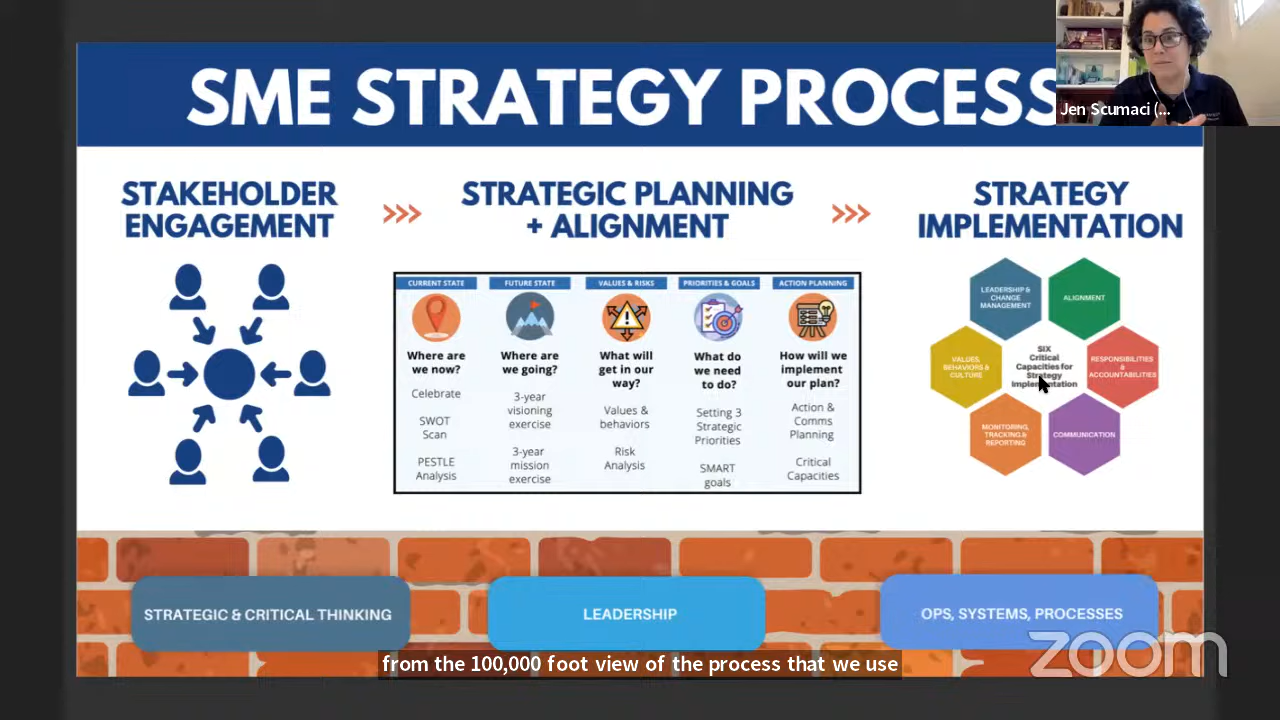 SME STRATEGY PROCESS
Jen Scumaci (...
STAKEHOLDER
ENGAGEMENT
>>>
STRATEGIC PLANNING
+ ALIGNMENT
>>>
STRATEGY
IMPLEMENTATION
CURRENT STATE
Where are
we now?
Celebrate
SWOT
Scan
PESTLE
Analysis
FUTURE STATE
Where are
we going?
3-year
visioning
exercise
3-year
mission
exercise
VALUES & RISKS
What will
get in our
way?
Values &
behaviors
Risk
Analysis
PRIORITIES & GOALS
What do
we need
to do?
Setting 3
Strategic
Priorities
SMART
goals
ACTION PLANNING
How will we
implement
our plan?
Action &
Comms
Planning
Critical
Capacities
LEADERSHIP &
CHANGE
MANAGEMENT
ALIGNMENT
VALUES,
BEHAVIORS &
CULTURE
SIX
Critical
Capacities for
Strategy
Implementation
RESPONSIBILITIES
&
ACCOUNTABILITIES
MONITORING,
TRACKING &
REPORTING
COMMUNICATION
STRATEGIC & CRITICAL THINKING
LEADERSHIP
OPS, SYSTEMS, PROCESSES
zoom
from the 100,000 foot view of the process that we use